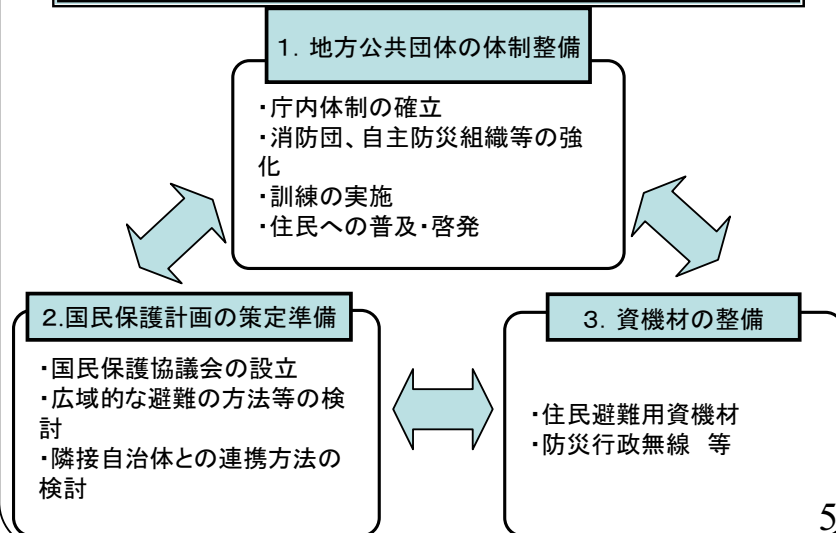 1. 地方公共団体の体制整備
・庁内体制の確立
・消防団、自主防災組織等の強
化
・訓練の実施
・住民への普及・啓発
2.国民保護計画の策定準備
・国民保護協議会の設立
・広域的な避難の方法等の検
討
・隣接自治体との連携方法の
検討
3. 資機材の整備
・住民避難用資機材
・防災行政無線 等
5